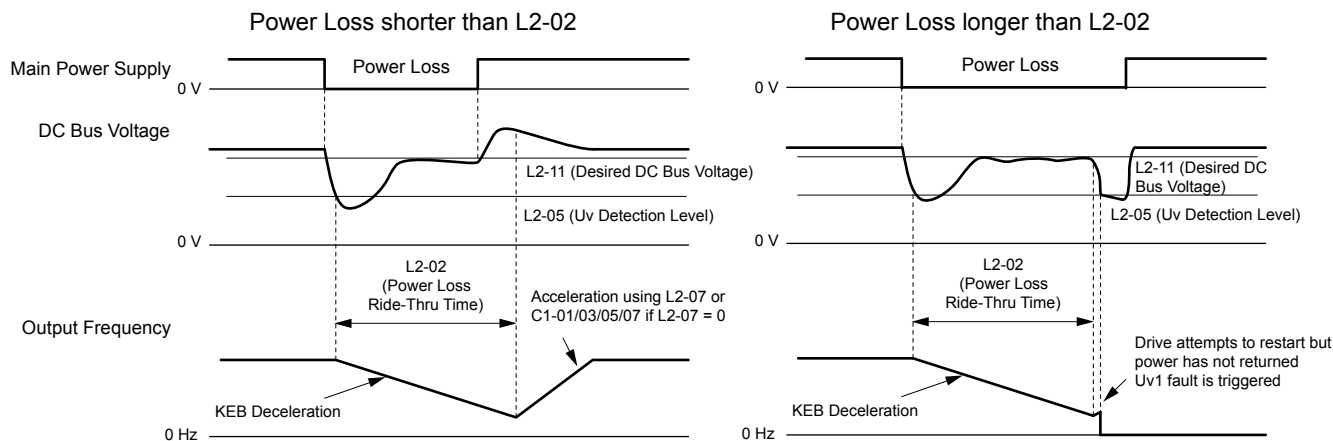 Power Loss shorter than L2-02
Main Power Supply
Power Loss
0 V
DC Bus Voltage
L2-11 (Desired DC Bus Voltage)
L2-05 (Uv Detection Level)
0 V
L2-02
(Power Loss
Ride-Thru Time)
Acceleration using L2-07 or
C1-01/03/05/07 if L2-07 = 0
Output Frequency
KEB Deceleration
0 Hz
Power Loss longer than L2-02
Power Loss
0 V
L2-11 (Desired DC
Bus Voltage)
L2-05 (Uv Detection Level)
0 V
L2-02
(Power Loss
Ride-Thru Time)
Drive attempts to restart but
power has not returned
Uv1 fault is triggered
KEB Deceleration
0 Hz